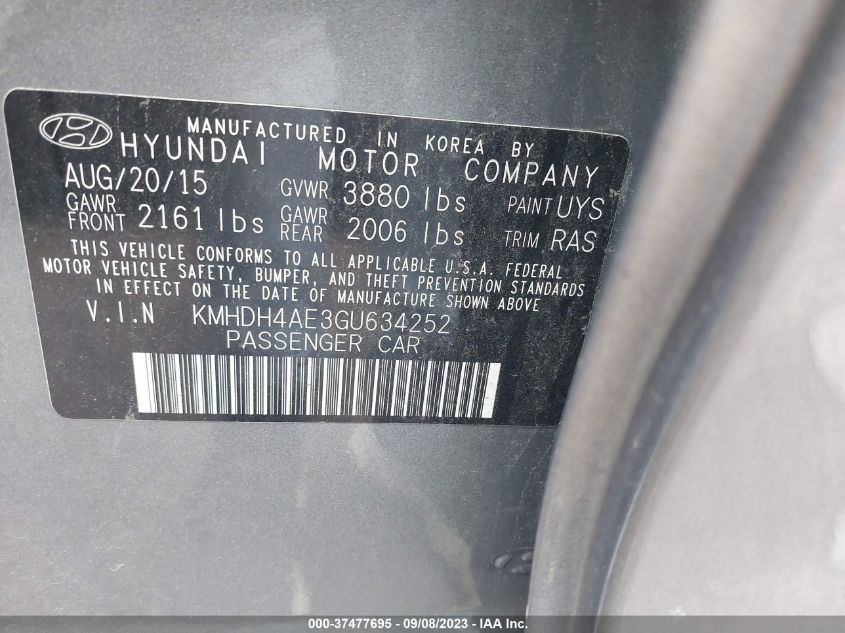 MANUFACTURED IN KOREA BY
HYUNDAI MOTOR COMPANY
AUG/20/15 GVWR 3880 lbs PAINT UYS
GAWR FRONT 2161 lbs GAWR REAR 2006 lbs TRIM RAS
THIS VEHICLE CONFORMS TO ALL APPLICABLE U.S.A. FEDERAL
MOTOR VEHICLE SAFETY, BUMPER, AND THEFT PREVENTION STANDARDS
IN EFFECT ON THE DATE OF MANUFACTURE SHOWN ABOVE
V.I.N KMHDH4AE3GU634252
PASSENGER CAR
000-37477695 - 09/08/2023 - © IAA Inc.